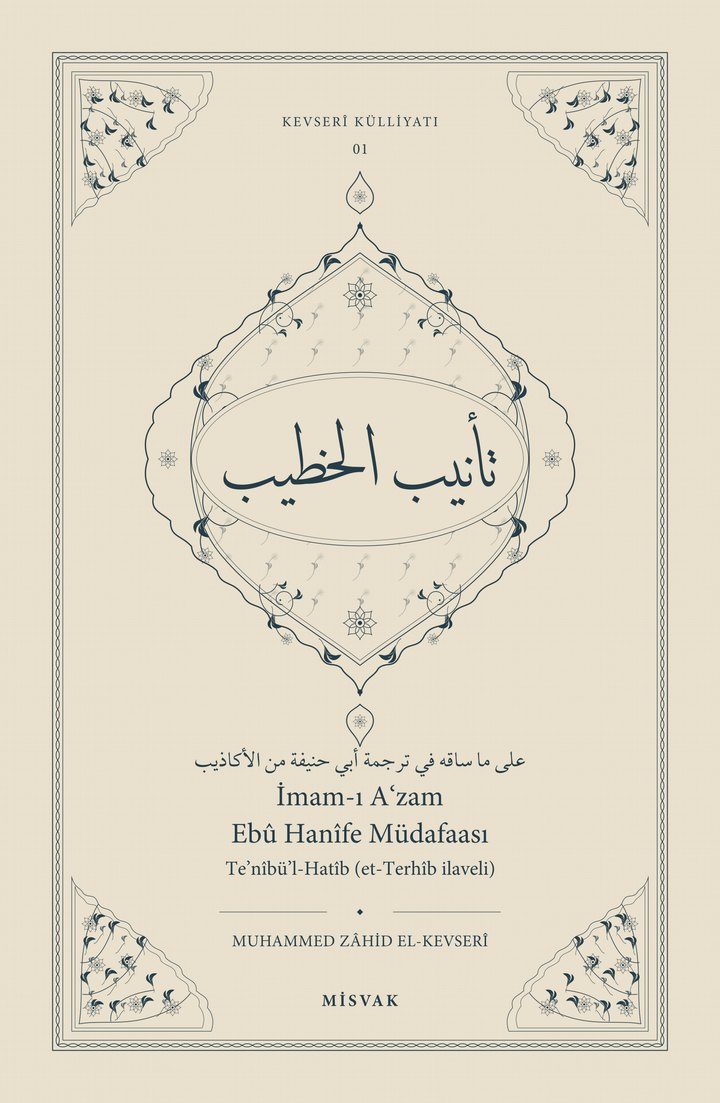 KEVSERÎ KÜLLİYATI
01
تأنيب الخطيب
على ما ساقه في ترجمة أبي حنيفة من الأكاذيب
İmam-ı A‘zam
Ebû Hanîfe Müdafaası
Te’nîbü’l-Hatîb (et-Terhîb ilaveli)
MUHAMMED ZÂHİD EL-KEVSERÎ
MİSVAK